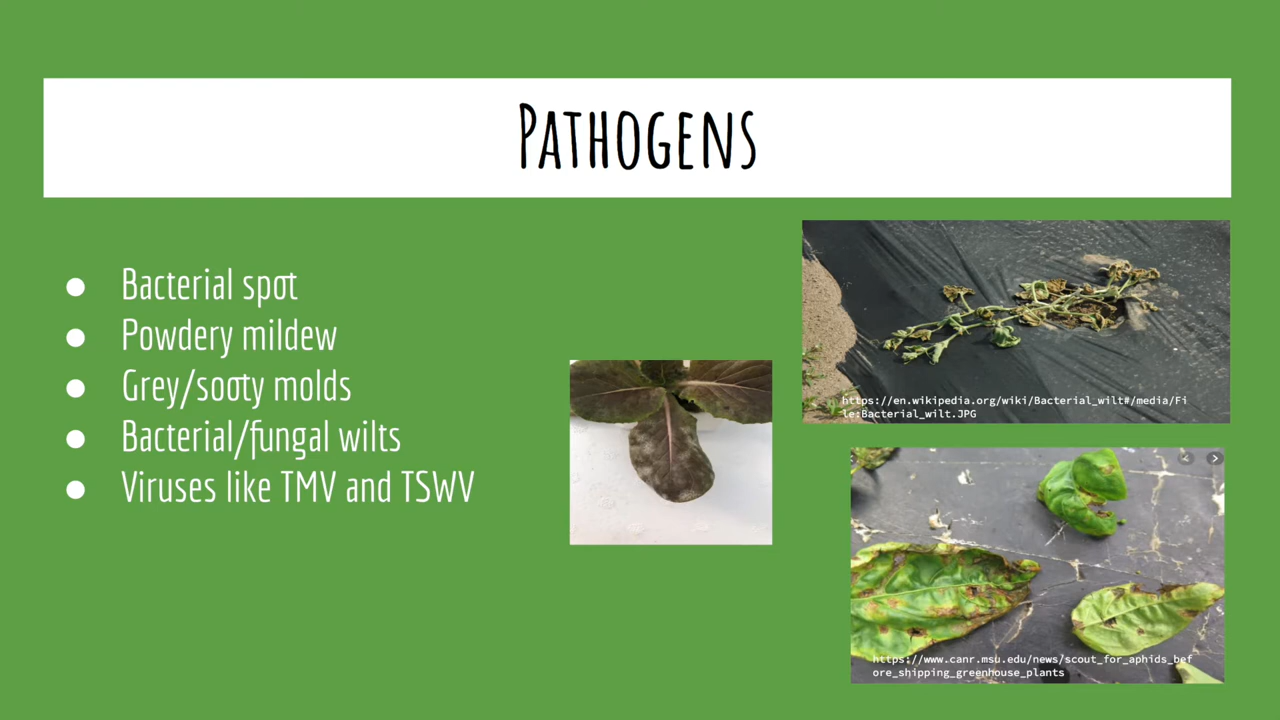 Pathogens
● Bacterial spot
● Powdery mildew
● Grey/sooty molds
● Bacterial/fungal wilts
● Viruses like TMV and TSWV
https://en.wikipedia.org/wiki/Bacterial_wilt#/media/Fi
le:Bacterial_wilt.JPG
https://www.canr.msu.edu/news/scout_for_aphids_bef
ore_shipping_greenhouse_plants